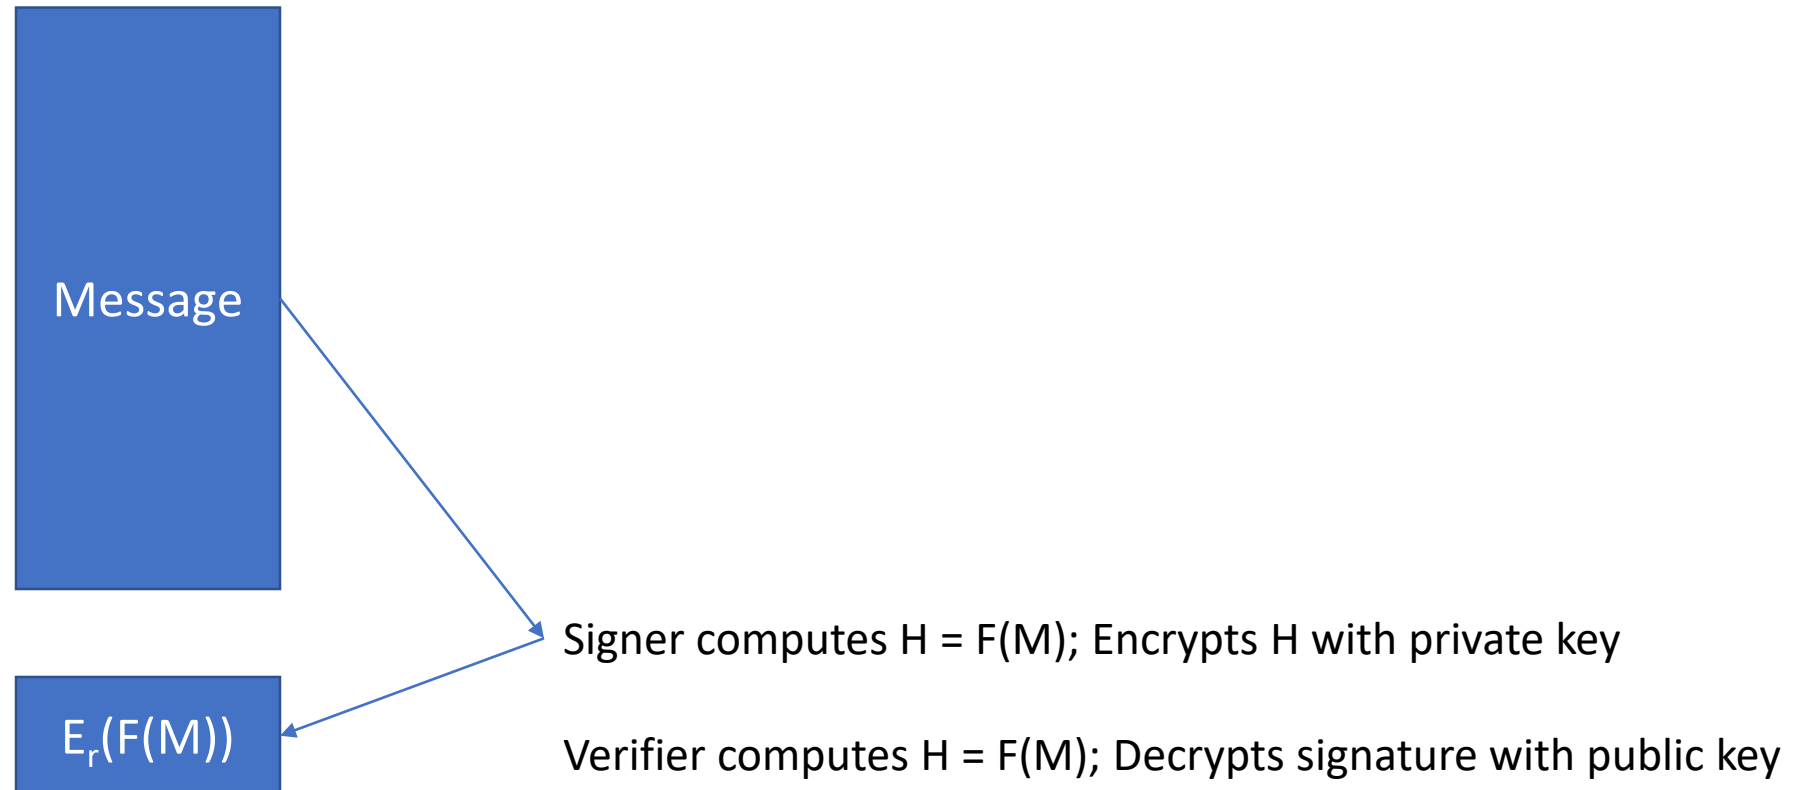 Message
Signer computes H = F(M); Encrypts H with private key
Eᵣ(F(M))
Verifier computes H = F(M); Decrypts signature with public key